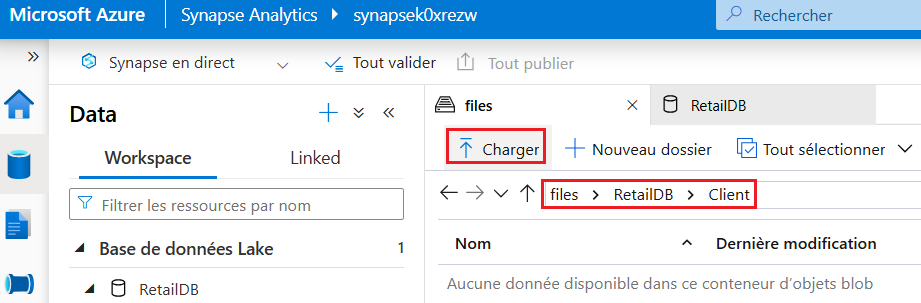 Microsoft Azure | Synapse Analytics ▸ synapsek0xrezw Rechercher
» Synapse en direct Tout valider Tout publier
Data
files × RetailDB
Charger Nouveau dossier Tout sélectionner
Workspace Linked
files > RetailDB > Client
Filtrer les ressources par nom
Nom Dernière modification
Base de données Lake 1
Aucune donnée disponible dans ce conteneur d’objets blob
RetailDB